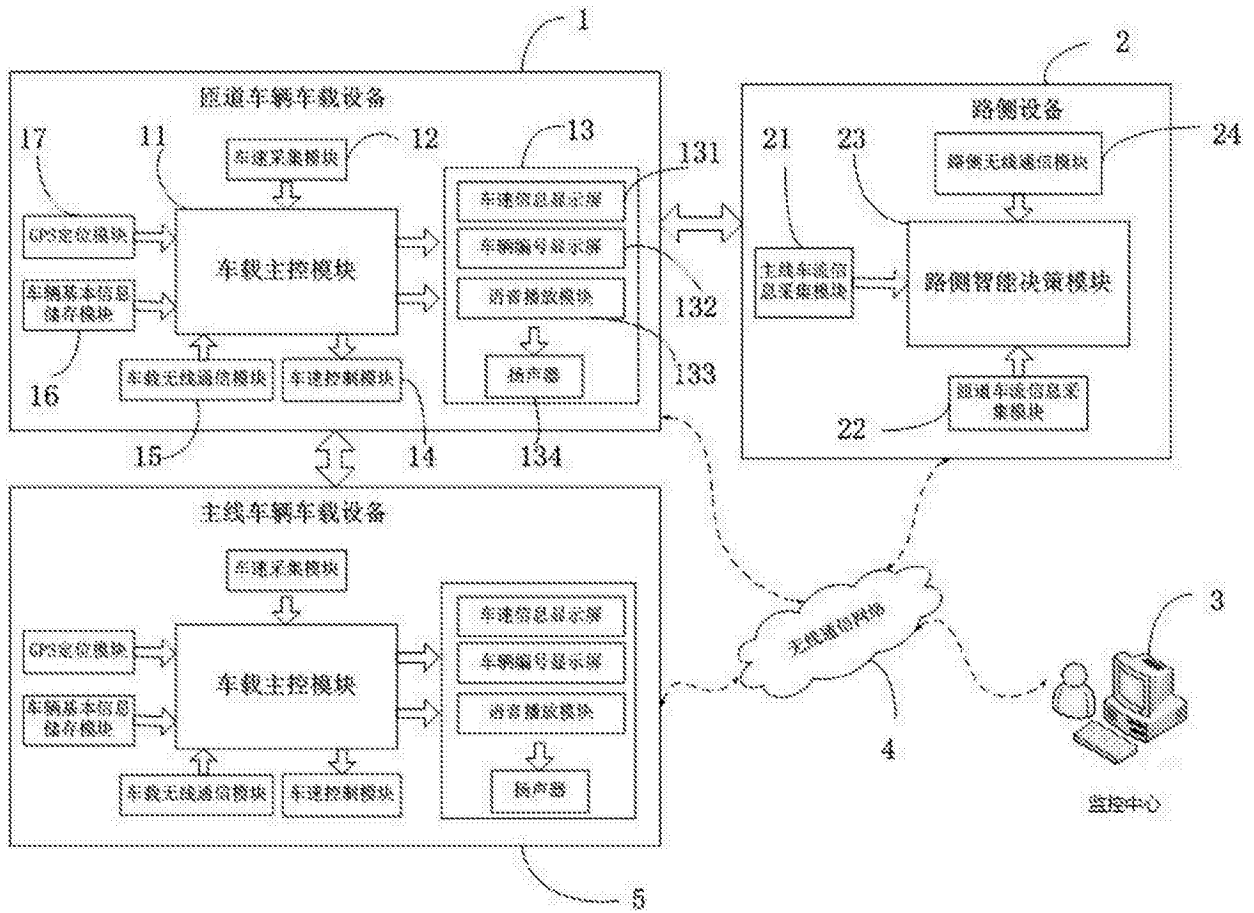 1
2
匝道车辆车载设备
17
11
12
13
131
车速采集模块
车速信息显示屏
GPS定位模块
车载主控模块
车辆编号显示屏
132
车辆基本信息
储存模块
语音播放模块
133
16
车载无线通信模块
车速控制模块
扬声器
15
14
134
路侧设备
21
23
24
路侧无线通信模块
主线车流信
息采集模块
路侧智能决策模块
22
匝道车流信息采
集模块
主线车辆车载设备
车速采集模块
车速信息显示屏
GPS定位模块
车载主控模块
车辆编号显示屏
车辆基本信息
储存模块
语音播放模块
车载无线通信模块
车速控制模块
扬声器
5
无线通信网络
4
3
监控中心